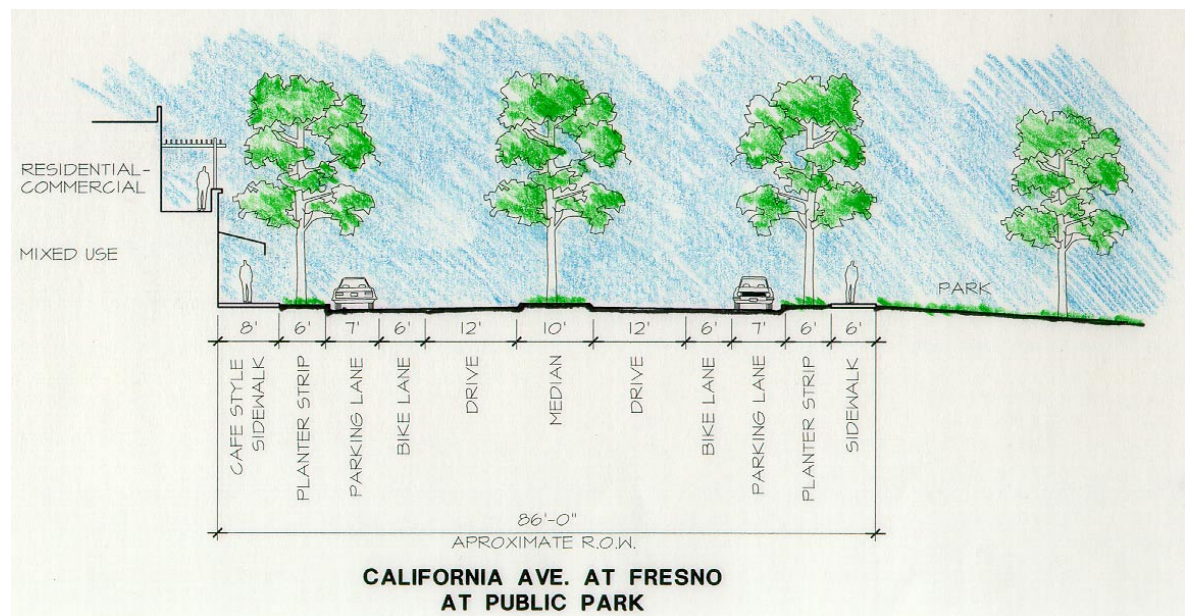 RESIDENTIAL-
COMMERCIAL
MIXED USE
PARK
8' 6' 7' 6' 12' 10' 12' 6' 7' 6' 6'
CAFE STYLE
SIDEWALK
PLANTER STRIP
PARKING LANE
BIKE LANE
DRIVE
MEDIAN
DRIVE
BIKE LANE
PARKING LANE
PLANTER STRIP
SIDEWALK
86'-0"
APROXIMATE R.O.W.
CALIFORNIA AVE. AT FRESNO
AT PUBLIC PARK